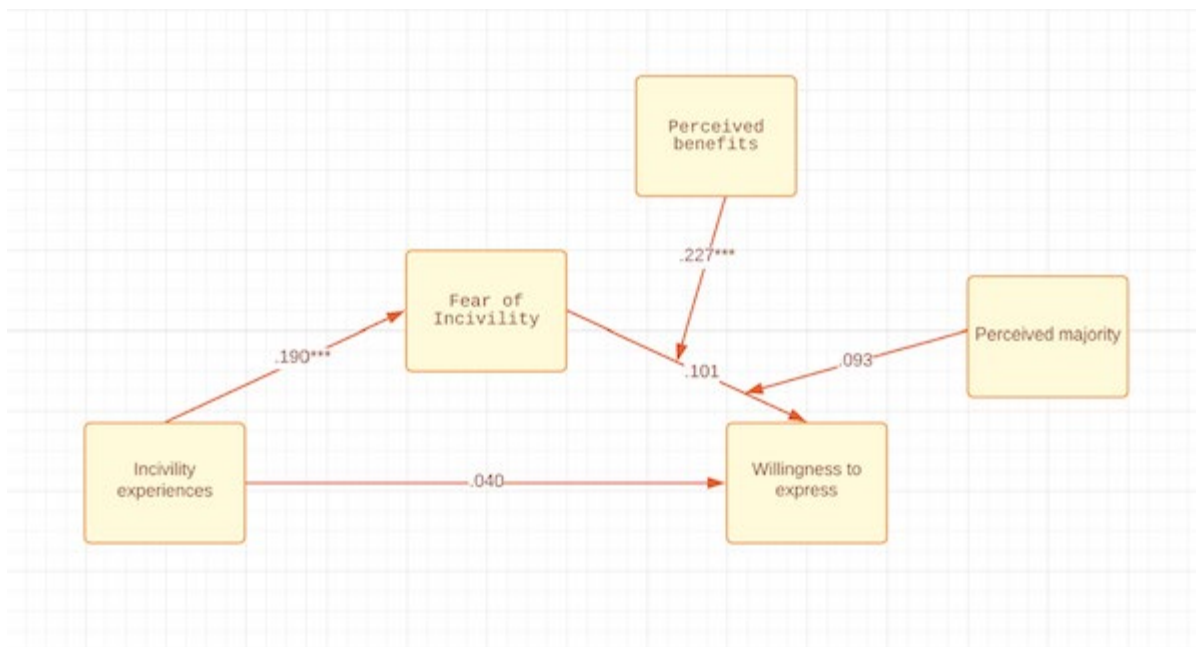 Perceived
benefits
.227***
Fear of
Incivility
Perceived majority
.190***
.101
.093
Incivility
experiences
.040
Willingness to
express